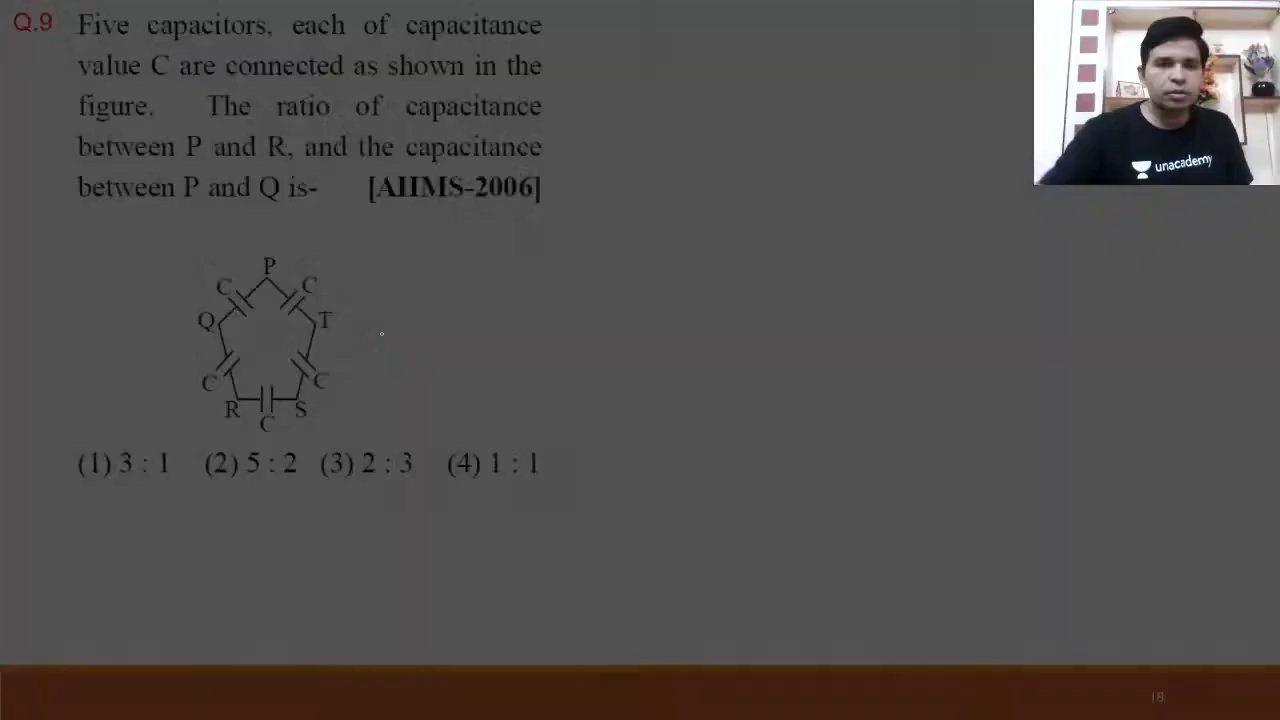 Q.9 Five capacitors, each of capacitance
value C are connected as shown in the
figure. The ratio of capacitance
between P and R, and the capacitance
between P and Q is- [AIIMS-2006]
unacademy
P
C C
Q T
C C
R S
C
(1) 3 : 1 (2) 5 : 2 (3) 2 : 3 (4) 1 : 1
18